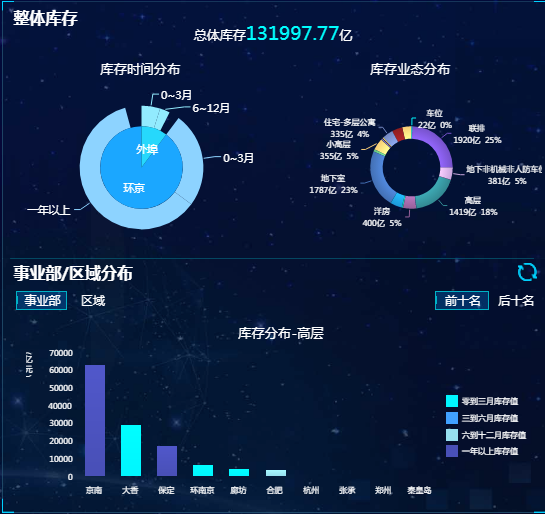 整体库存
总体库存131997.77亿
库存时间分布
库存业态分布
0~3月
6~12月
外埠
0~3月
环京
一年以上
车位
22亿 0%
住宅-多层公寓
335亿 4%
联排
1920亿 25%
小高层
355亿 5%
地下非机械非人防车位
381亿 5%
地下室
1787亿 23%
高层
1419亿 18%
洋房
400亿 5%
事业部/区域分布
事业部 区域
前十名 后十名
库存分布-高层
70000
60000
50000
40000
30000
20000
10000
0
京南 大香 保定 环南京 廊坊 合肥 杭州 张承 郑州 秦皇岛
零到三月库存值
三到六月库存值
六到十二月库存值
一年以上库存值